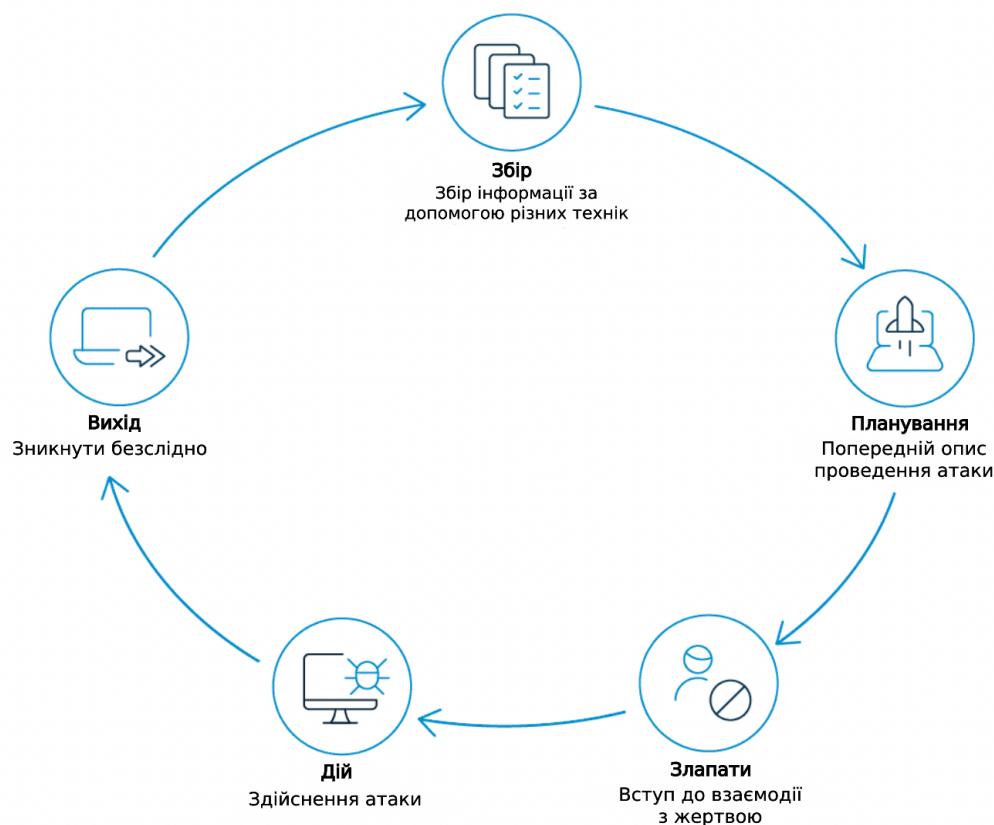 Збір
Збір інформації за
допомогою різних технік
Планування
Попередній опис
проведення атаки
Злапати
Вступ до взаємодії
з жертвою
Дій
Здійснення атаки
Вихід
Зникнути безслідно